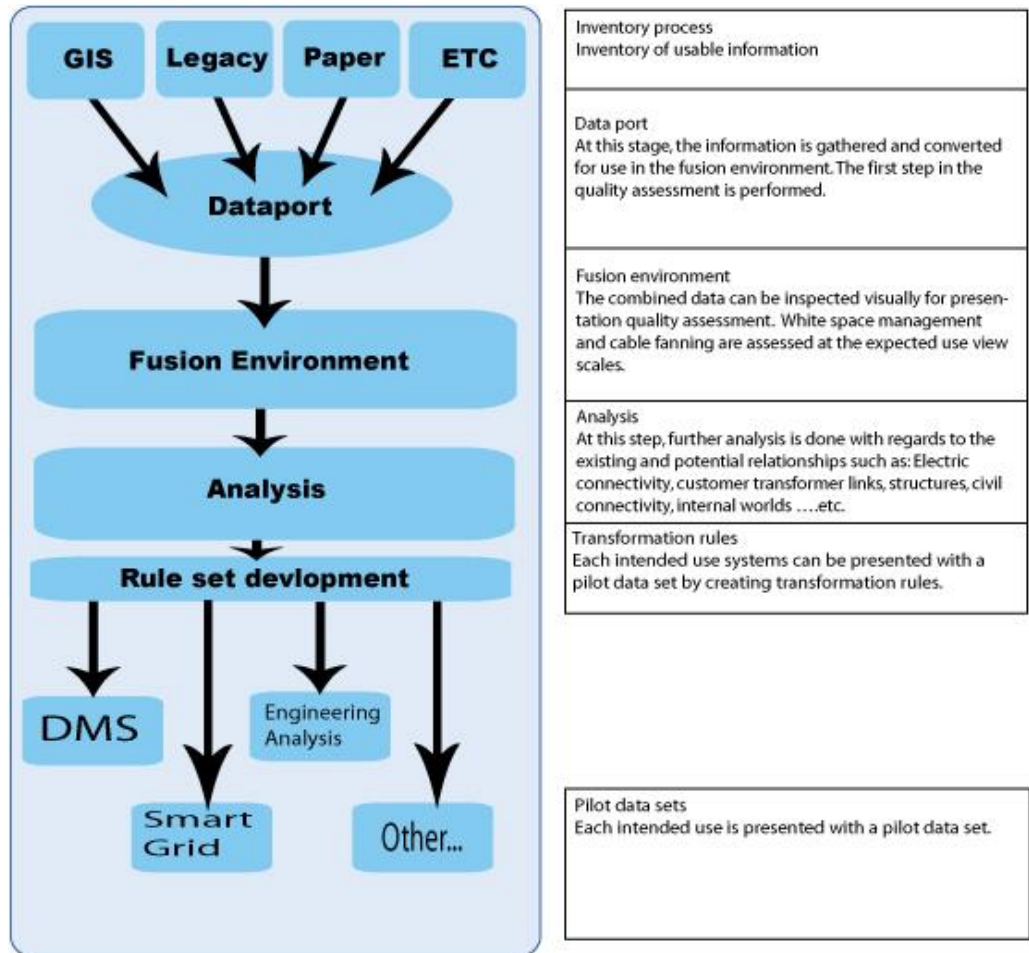 GIS
Legacy
Paper
ETC
Dataport
Fusion Environment
Analysis
Rule set devlopment
DMS
Engineering
Analysis
Smart
Grid
Other...
Inventory process
Inventory of usable information
Data port
At this stage, the information is gathered and converted
for use in the fusion environment. The first step in the
quality assessment is performed.
Fusion environment
The combined data can be inspected visually for presen-
tation quality assessment. White space management
and cable fanning are assessed at the expected use view
scales.
Analysis
At this step, further analysis is done with regards to the
existing and potential relationships such as: Electric
connectivity, customer transformer links, structures, civil
connectivity, internal worlds ....etc.
Transformation rules
Each intended use systems can be presented with a
pilot data set by creating transformation rules.
Pilot data sets
Each intended use is presented with a pilot data set.